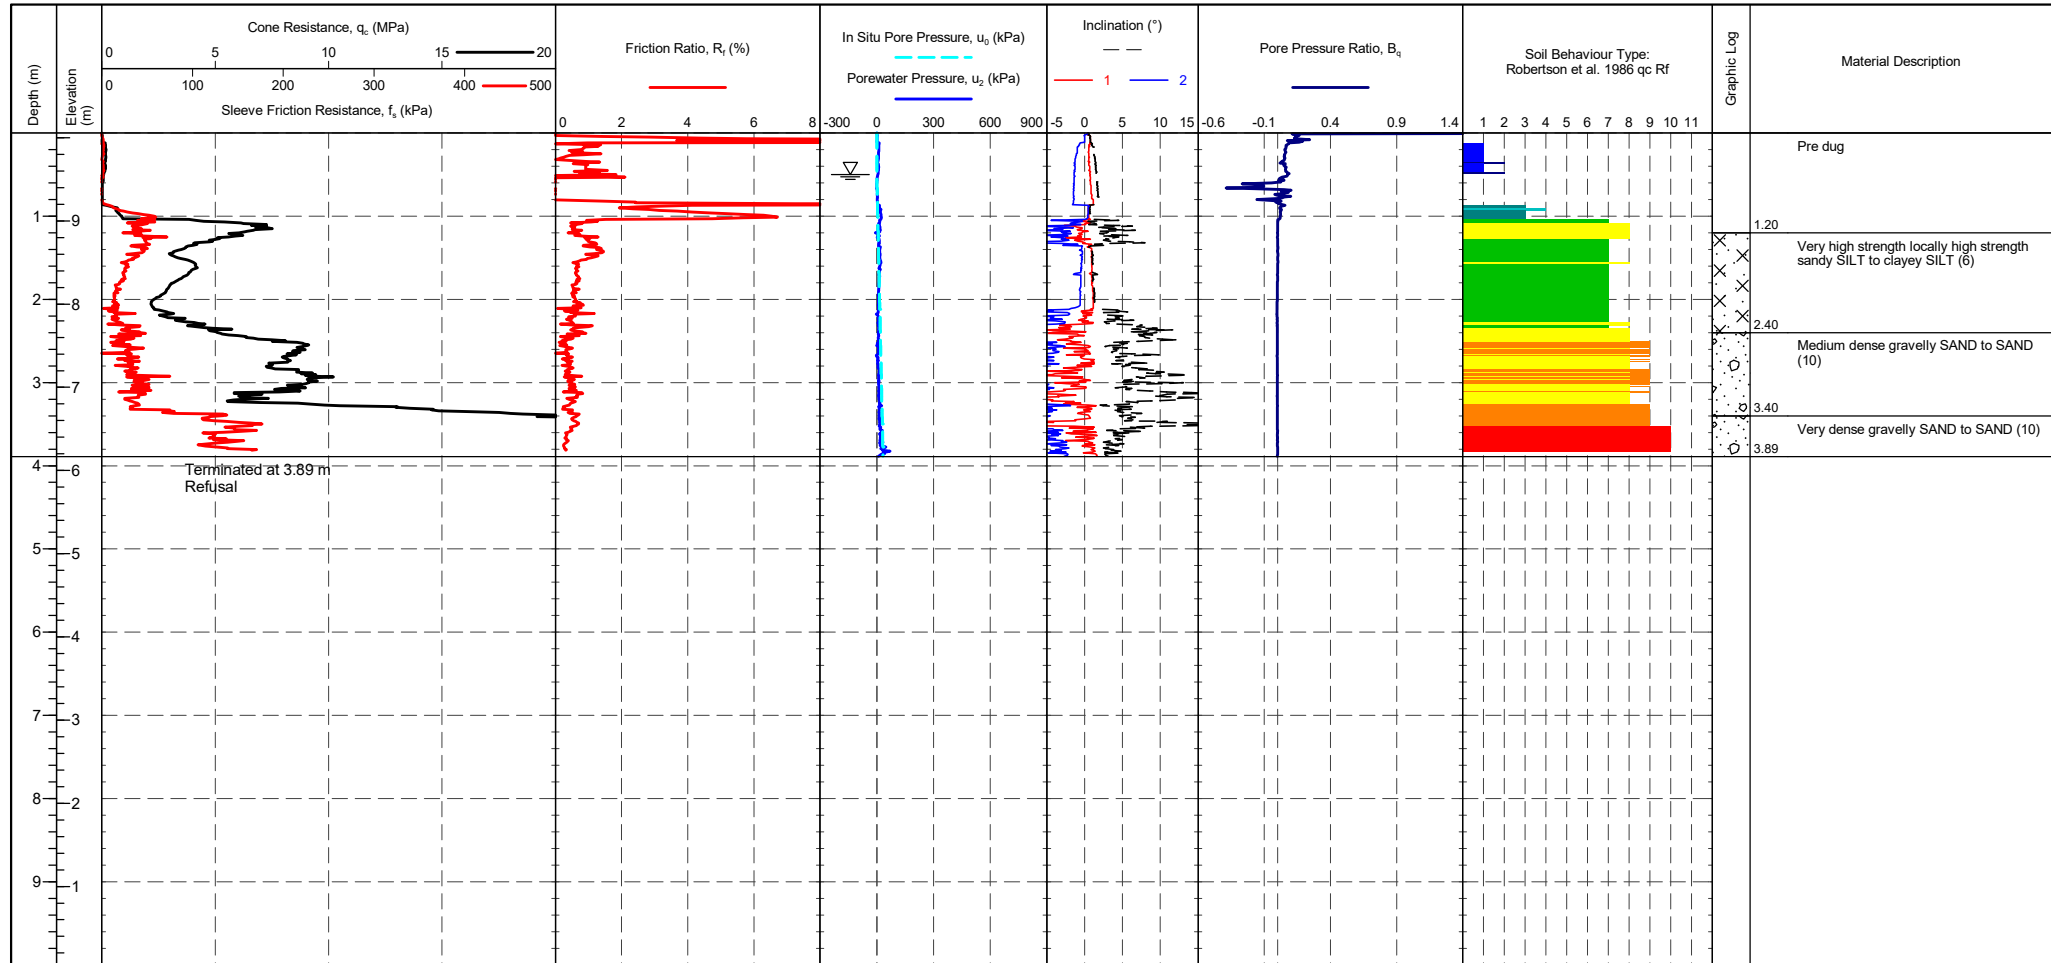 Depth (m)
Elevation
(m)
Cone Resistance, qc (MPa)
0 5 10 15 20
0 100 200 300 400 500
Sleeve Friction Resistance, fs (kPa)
Friction Ratio, Rf (%)
0 2 4 6 8
In Situ Pore Pressure, u0 (kPa)
Porewater Pressure, u2 (kPa)
-300 0 300 600 900
Inclination (°)
1 2
-5 0 5 10 15
Pore Pressure Ratio, Bq
-0.6 -0.1 0.4 0.9 1.4
Soil Behaviour Type:
Robertson et al. 1986 qc Rf
1 2 3 4 5 6 7 8 9 10 11
Graphic Log
Material Description
Pre dug
1 9
1.20
Very high strength locally high strength
sandy SILT to clayey SILT (6)
2 8
2.40
Medium dense gravelly SAND to SAND
(10)
3 7
3.40
Very dense gravelly SAND to SAND (10)
3.89
4 6
Terminated at 3.89 m
Refusal
5 5
6 4
7 3
8 2
9 1